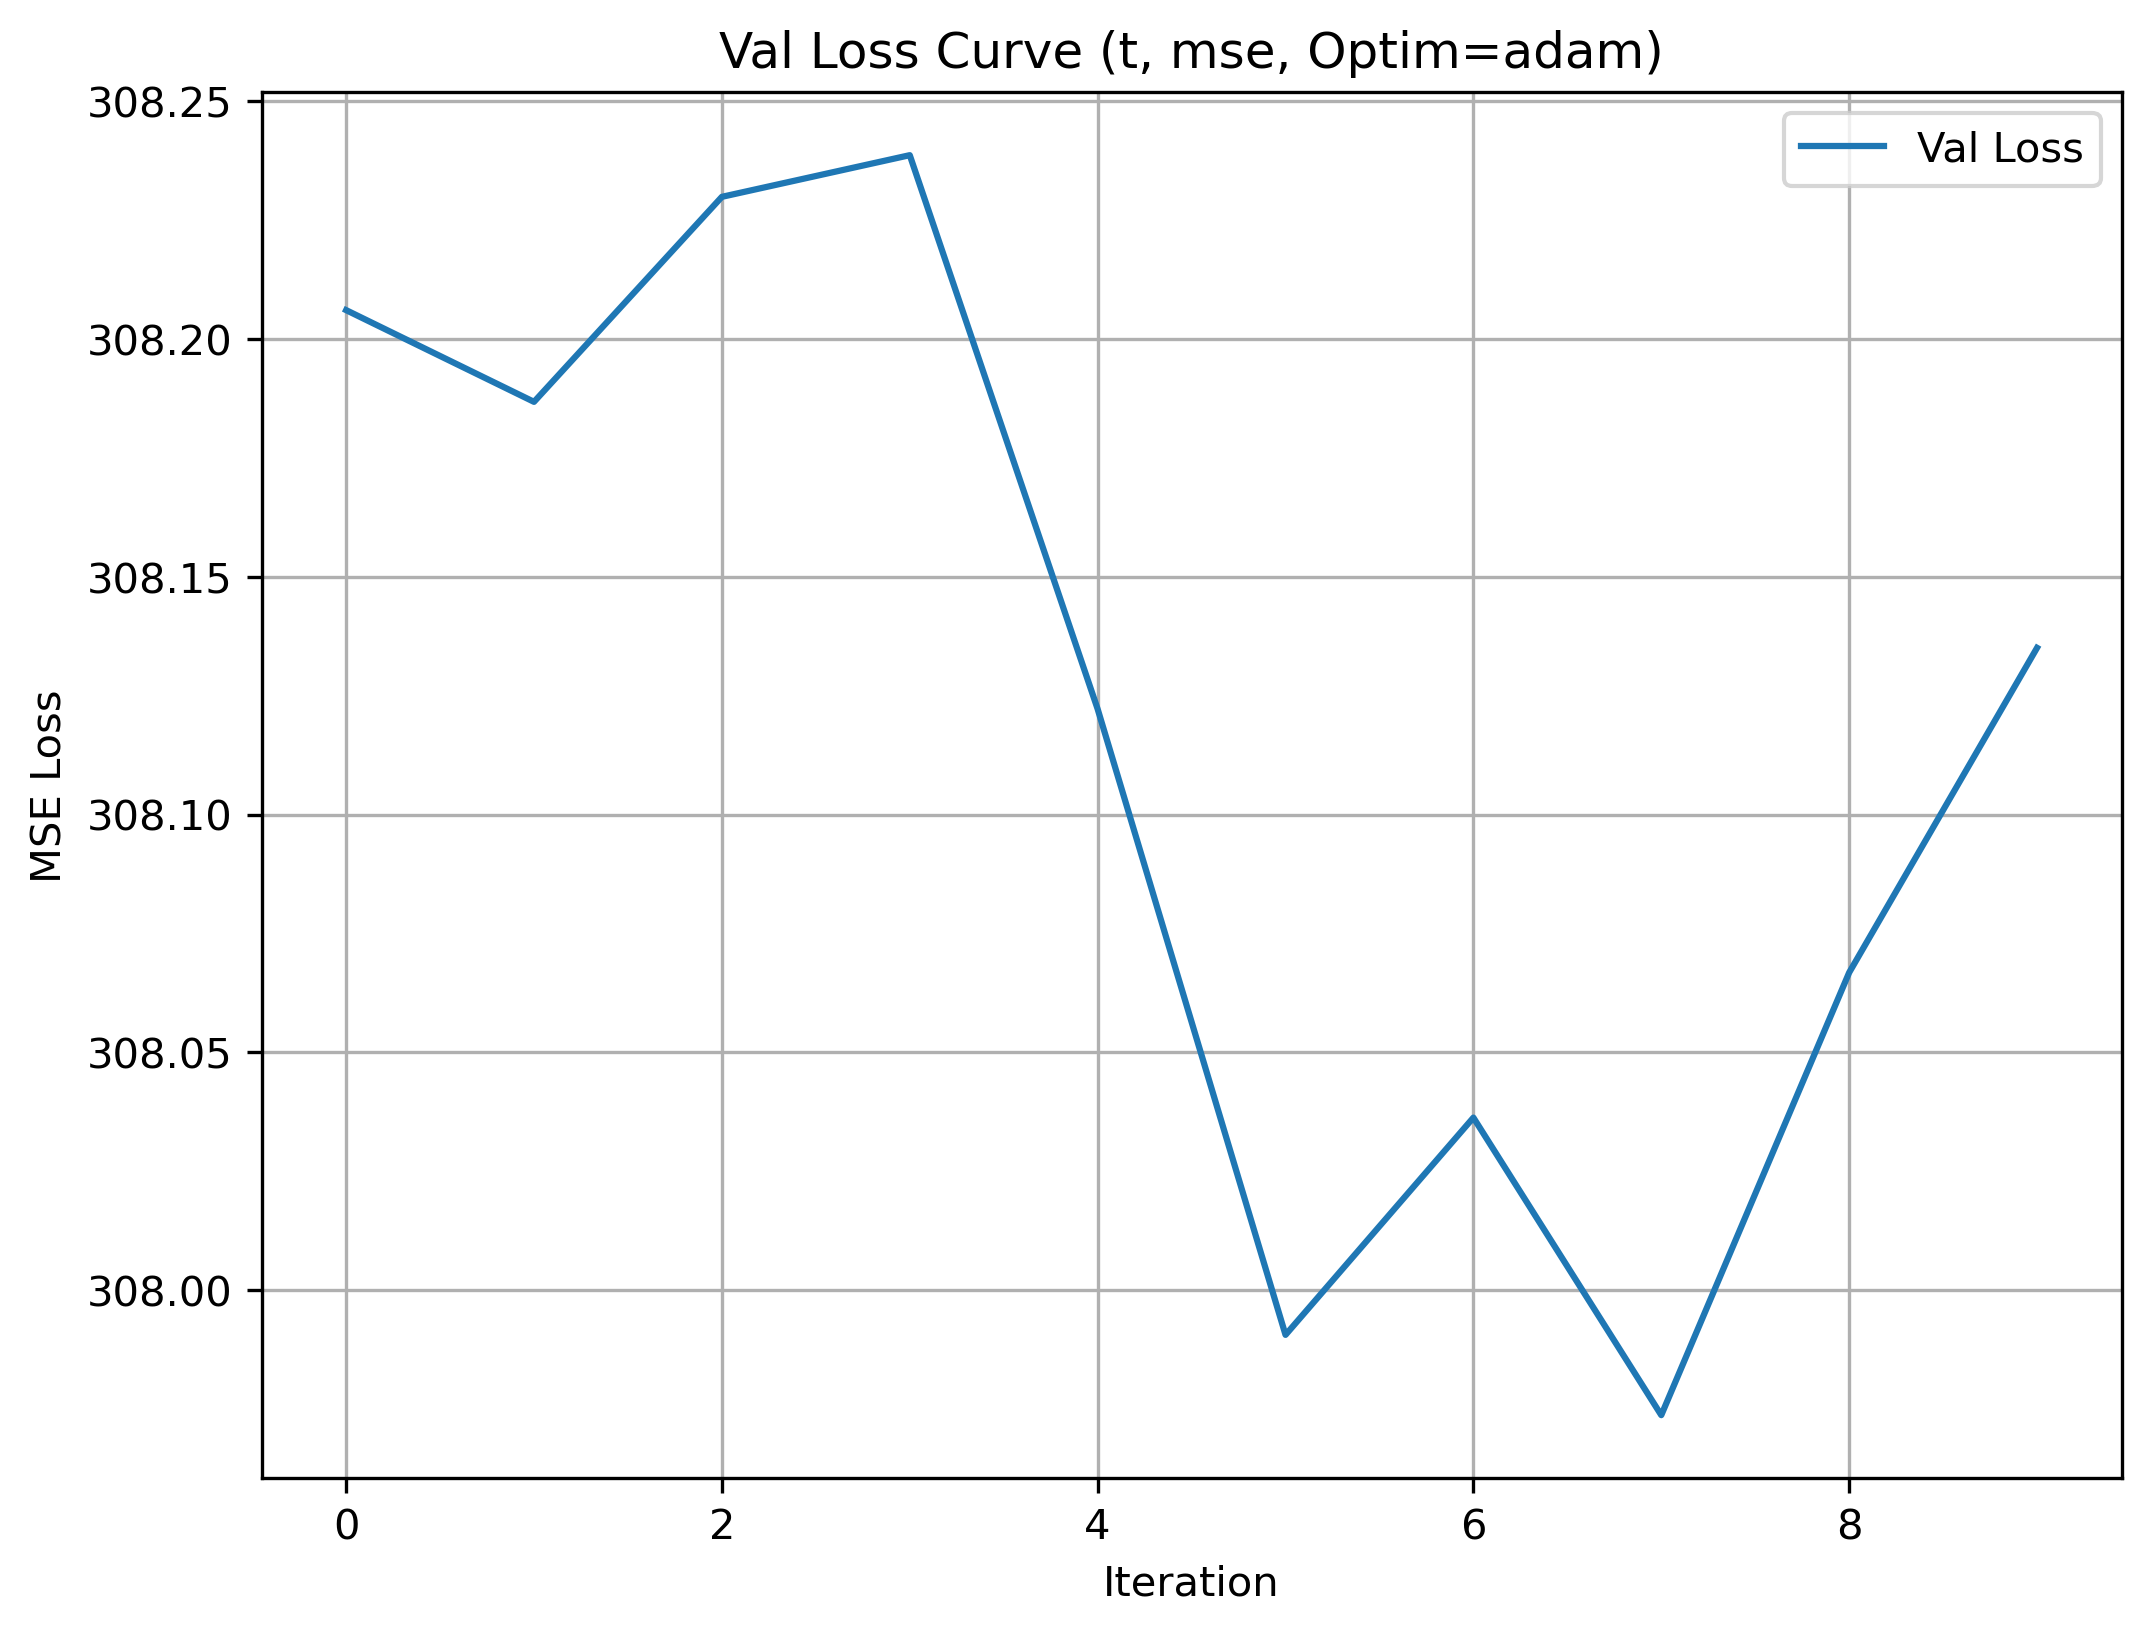 Val Loss Curve (t, mse, Optim=adam)
308.25
308.20
308.15
308.10
308.05
308.00
MSE Loss
Val Loss
0 2 4 6 8
Iteration